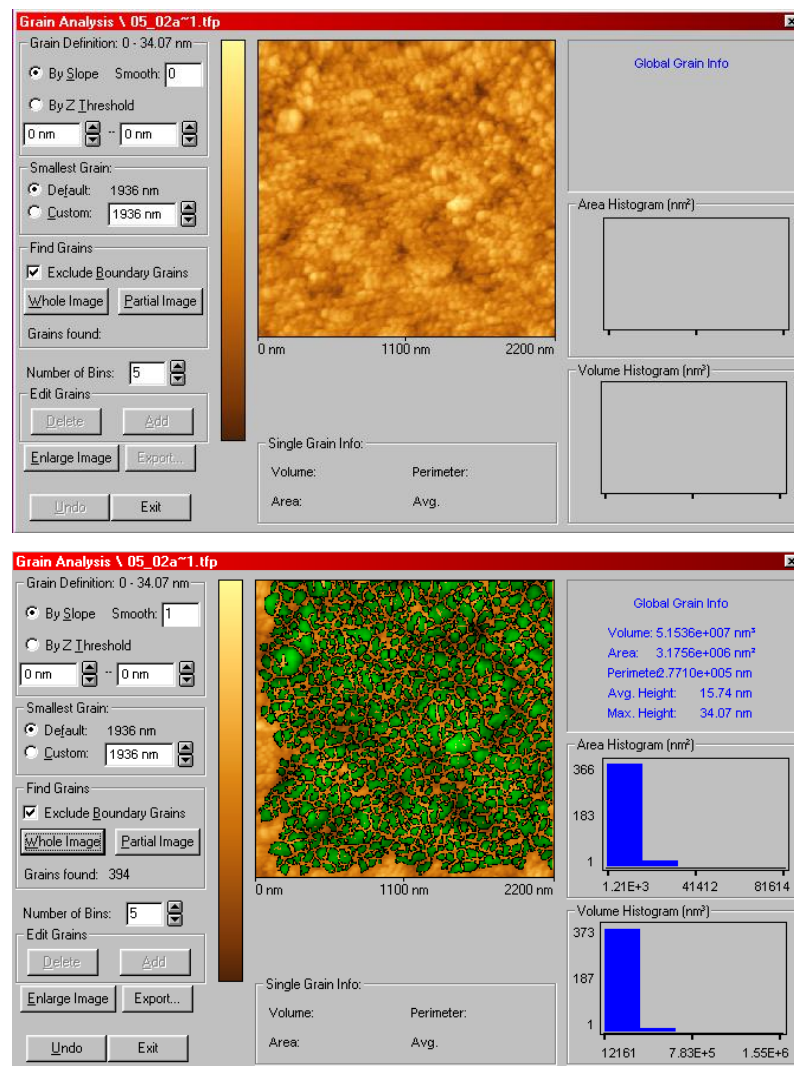 Grain Analysis \ 05_02a~1.tfp
Grain Definition: 0 - 34.07 nm
By Slope Smooth: 0
By Z Threshold
0 nm -- 0 nm
Smallest Grain:
Default: 1936 nm
Custom: 1936 nm
Find Grains
Exclude Boundary Grains
Whole Image Partial Image
Grains found:
Number of Bins: 5
Edit Grains
Delete Add
Enlarge Image Export...
Undo Exit
0 nm 1100 nm 2200 nm
Single Grain Info:
Volume: Perimeter:
Area: Avg.
Global Grain Info
Area Histogram (nm²)
Volume Histogram (nm³)
Grain Analysis \ 05_02a~1.tfp
Grain Definition: 0 - 34.07 nm
By Slope Smooth: 1
By Z Threshold
0 nm -- 0 nm
Smallest Grain:
Default: 1936 nm
Custom: 1936 nm
Find Grains
Exclude Boundary Grains
Whole Image Partial Image
Grains found: 394
Number of Bins: 5
Edit Grains
Delete Add
Enlarge Image Export...
Undo Exit
0 nm 1100 nm 2200 nm
Single Grain Info:
Volume: Perimeter:
Area: Avg.
Global Grain Info
Volume: 5.1536e+007 nm³
Area: 3.1756e+006 nm²
Perimeter 2.7710e+005 nm
Avg. Height: 15.74 nm
Max. Height: 34.07 nm
Area Histogram (nm²)
366
183
1
1.21E+3 41412 81614
Volume Histogram (nm³)
373
187
1
12161 7.83E+5 1.55E+6